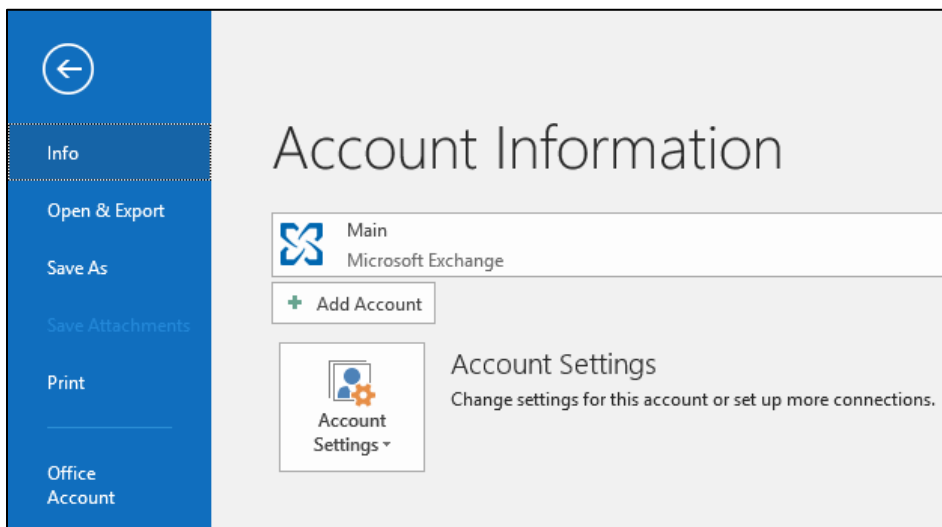 Info
Open & Export
Save As
Save Attachments
Print
Office
Account
Account Information
Main
Microsoft Exchange
Add Account
Account
Settings
Account Settings
Change settings for this account or set up more connections.